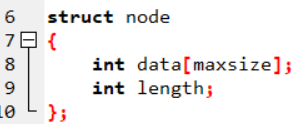 6 struct node
7 {
8 int data[maxsize];
9 int length;
10 };